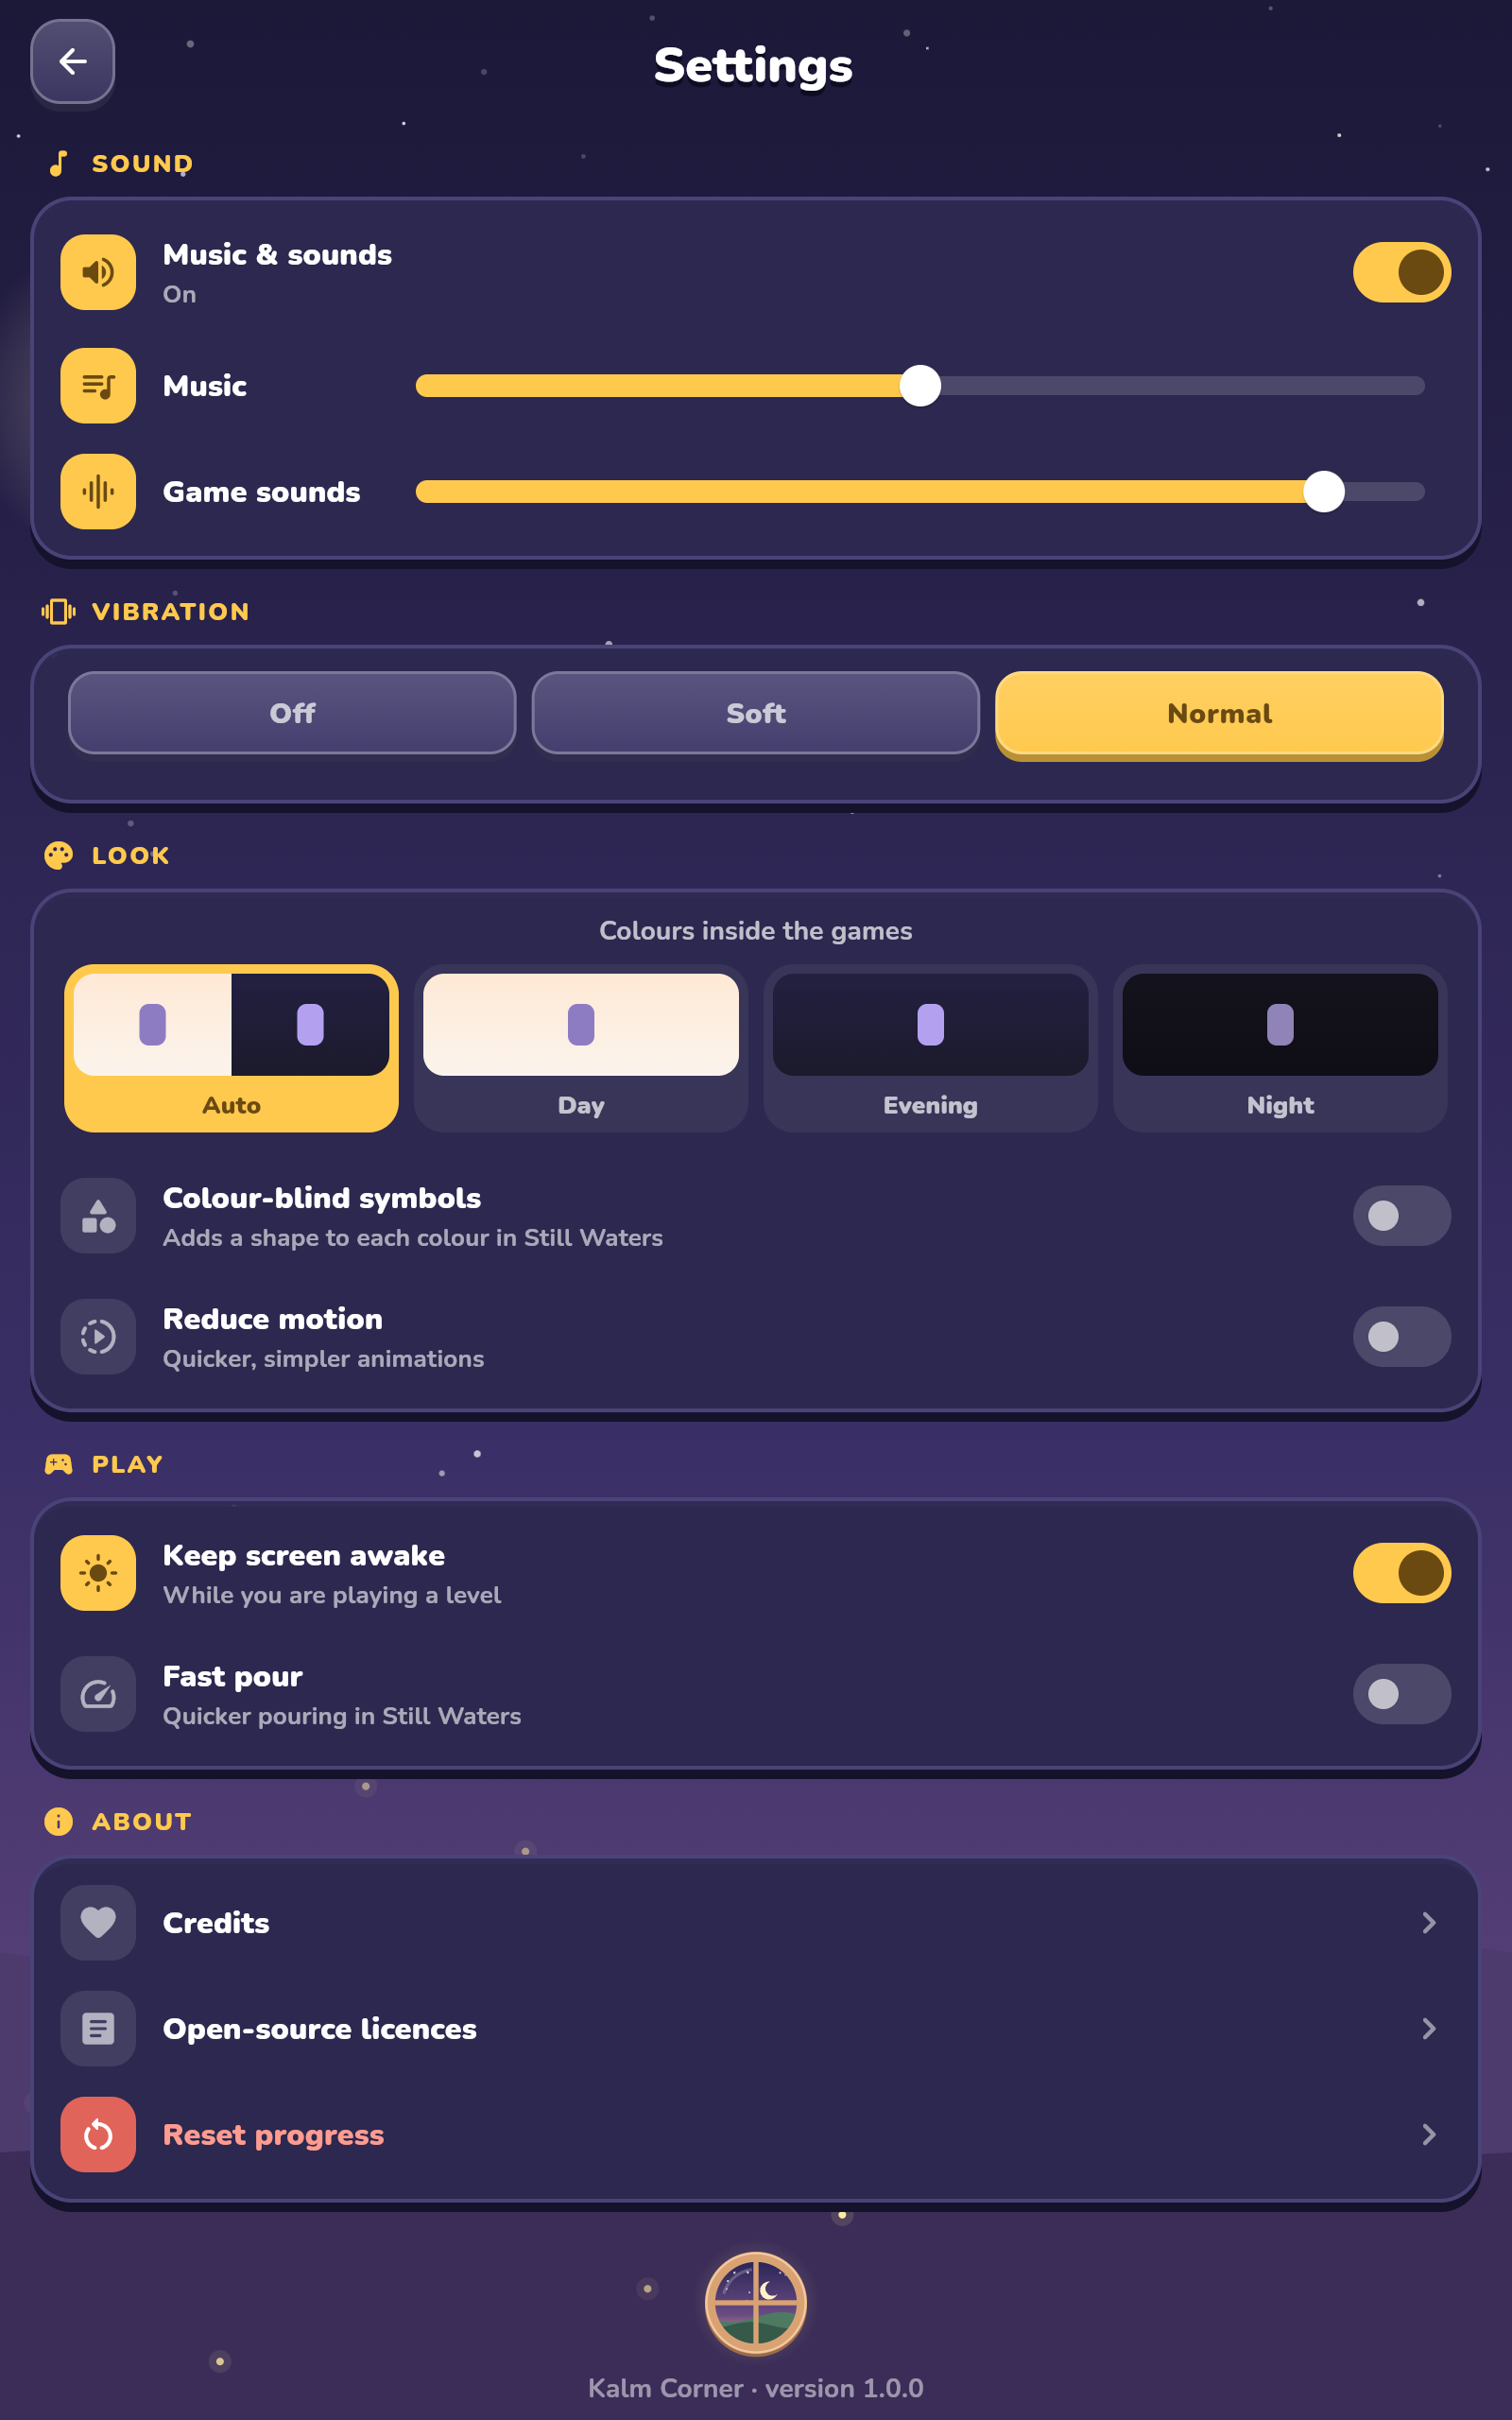 Settings
SOUND
Music & sounds
On
Music
Game sounds
VIBRATION
Off
Soft
Normal
LOOK
Colours inside the games
Auto
Day
Evening
Night
Colour-blind symbols
Adds a shape to each colour in Still Waters
Reduce motion
Quicker, simpler animations
PLAY
Keep screen awake
While you are playing a level
Fast pour
Quicker pouring in Still Waters
ABOUT
Credits
Open-source licences
Reset progress
Kalm Corner · version 1.0.0